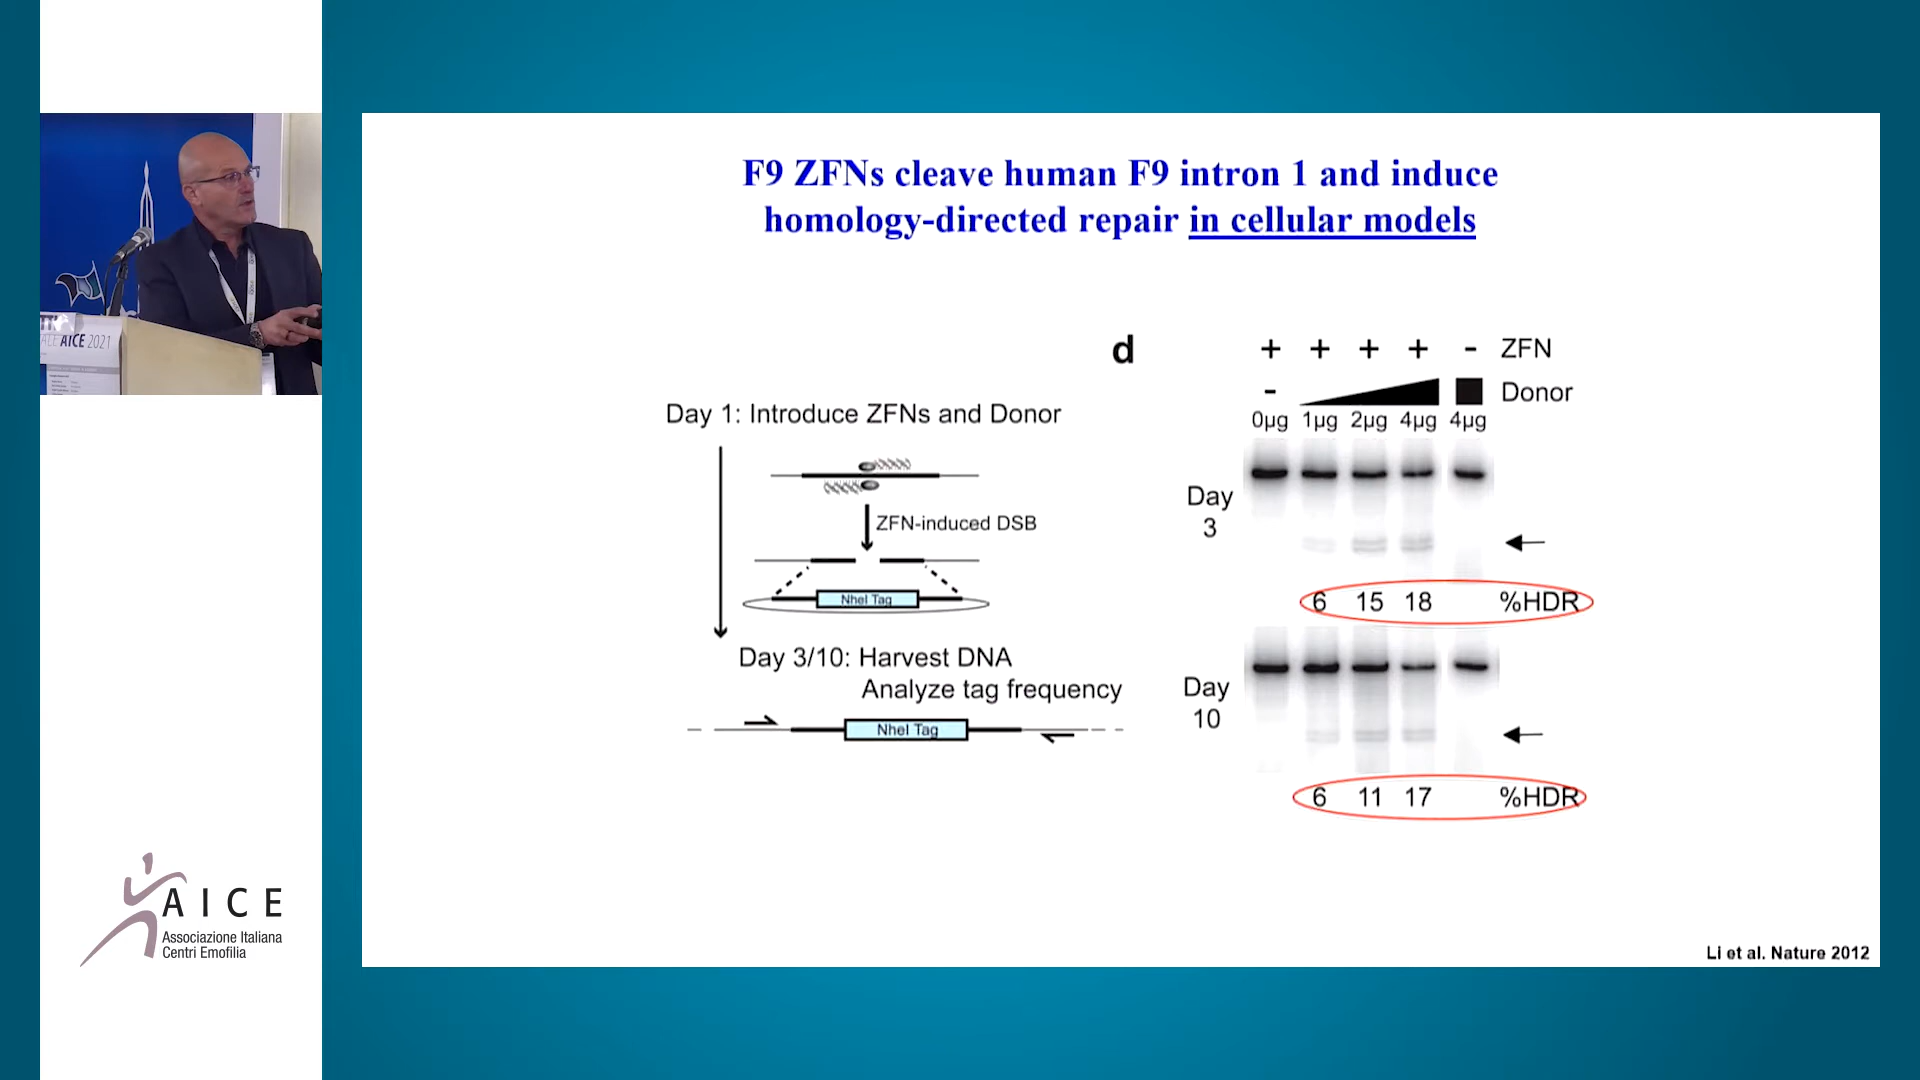 F9 ZFNs cleave human F9 intron 1 and induce
homology-directed repair in cellular models
Day 1: Introduce ZFNs and Donor
ZFN-induced DSB
NheI Tag
Day 3/10: Harvest DNA
Analyze tag frequency
NheI Tag
d
+ + + + - ZFN
- Donor
0µg 1µg 2µg 4µg 4µg
Day
3
6 15 18 %HDR
Day
10
6 11 17 %HDR
Li et al. Nature 2012
AICE 2021
AICE
Associazione Italiana
Centri Emofilia